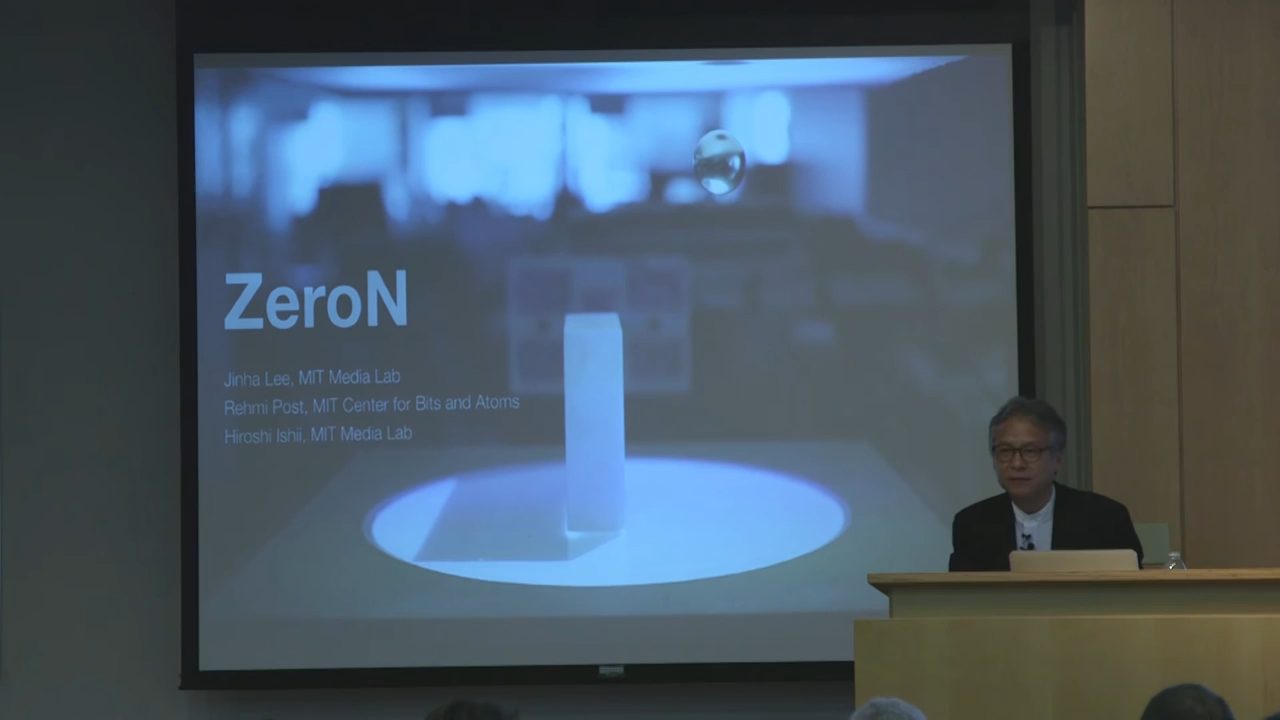 ZeroN
Jinha Lee, MIT Media Lab
Rehmi Post, MIT Center for Bits and Atoms
Hiroshi Ishii, MIT Media Lab